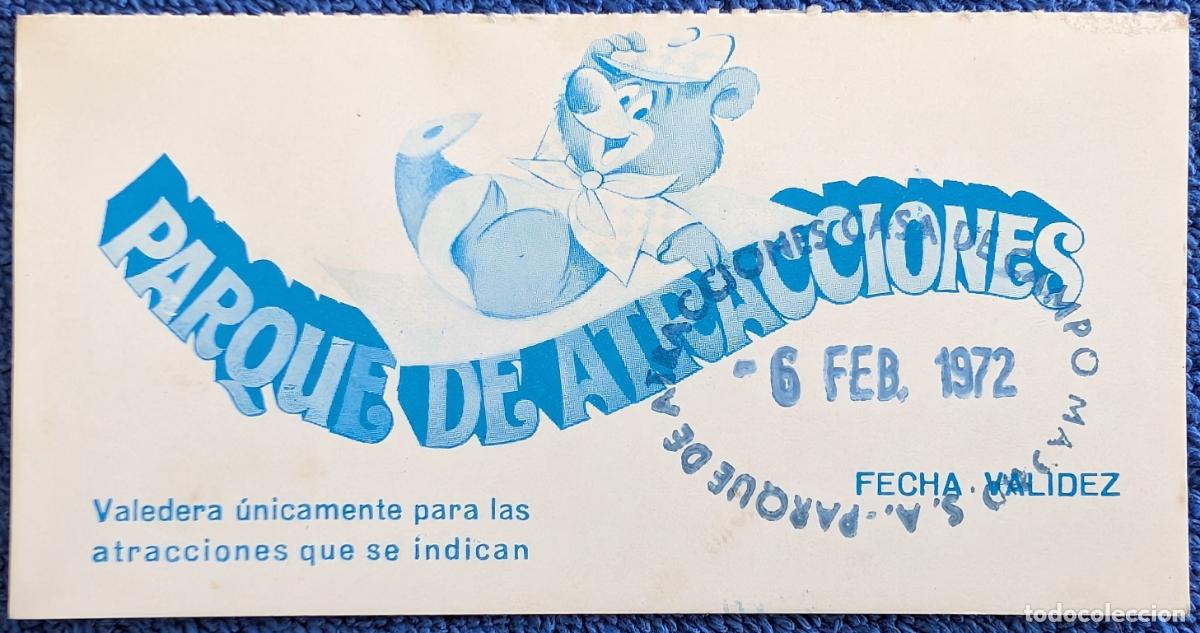 PARQUE DE ATRACCIONES
PARQUE DE ATRACCIONES CASA DE CAMPO MAJYD S.A.-
- 6 FEB. 1972
FECHA VALIDEZ
Valedera únicamente para las
atracciones que se indican
todocoleccion